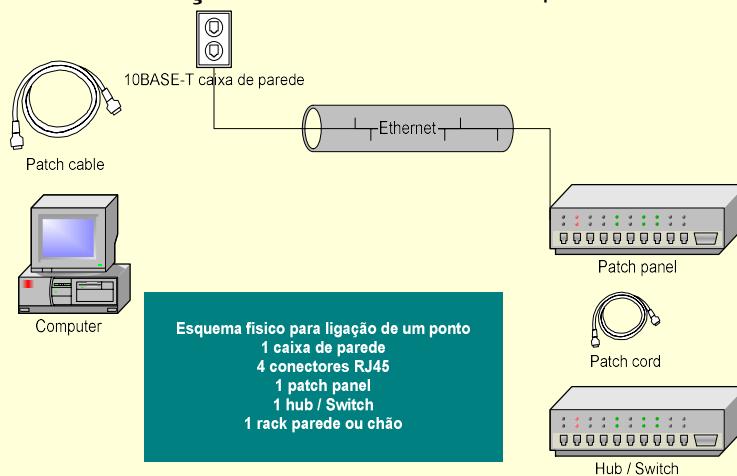 10BASE-T caixa de parede
Ethernet
Patch cable
Patch panel
Computer
Esquema fisico para ligação de um ponto
1 caixa de parede
4 conectores RJ45
1 patch panel
1 hub / Switch
1 rack parede ou chão
Patch cord
Hub / Switch